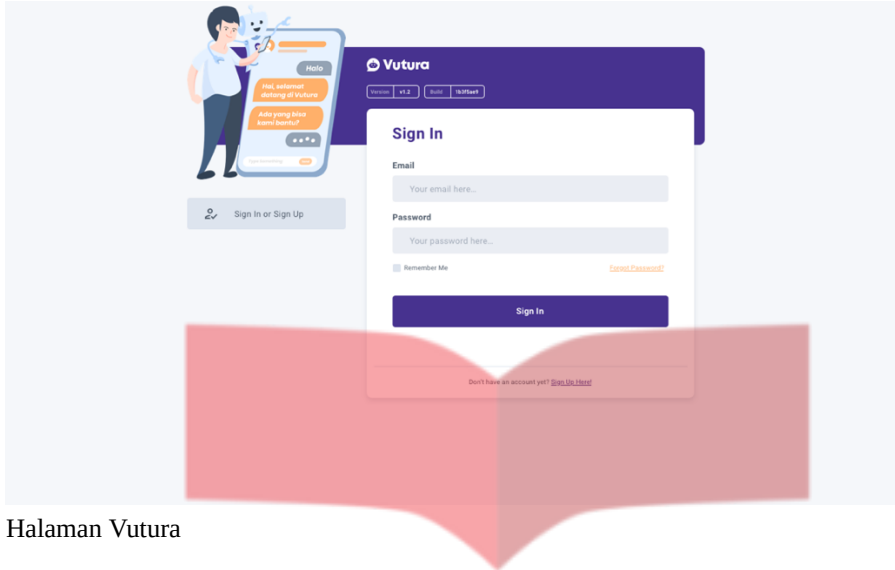 Halo
Hai, selamat
datang di Vutura
Ada yang bisa
kami bantu?
Sign In or Sign Up
Vutura
Version v1.2 Build 1b3f5ae9
Sign In
Email
Your email here...
Password
Your password here...
Remember Me Forgot Password?
Sign In
Don't have an account yet? Sign Up Here!
Halaman Vutura